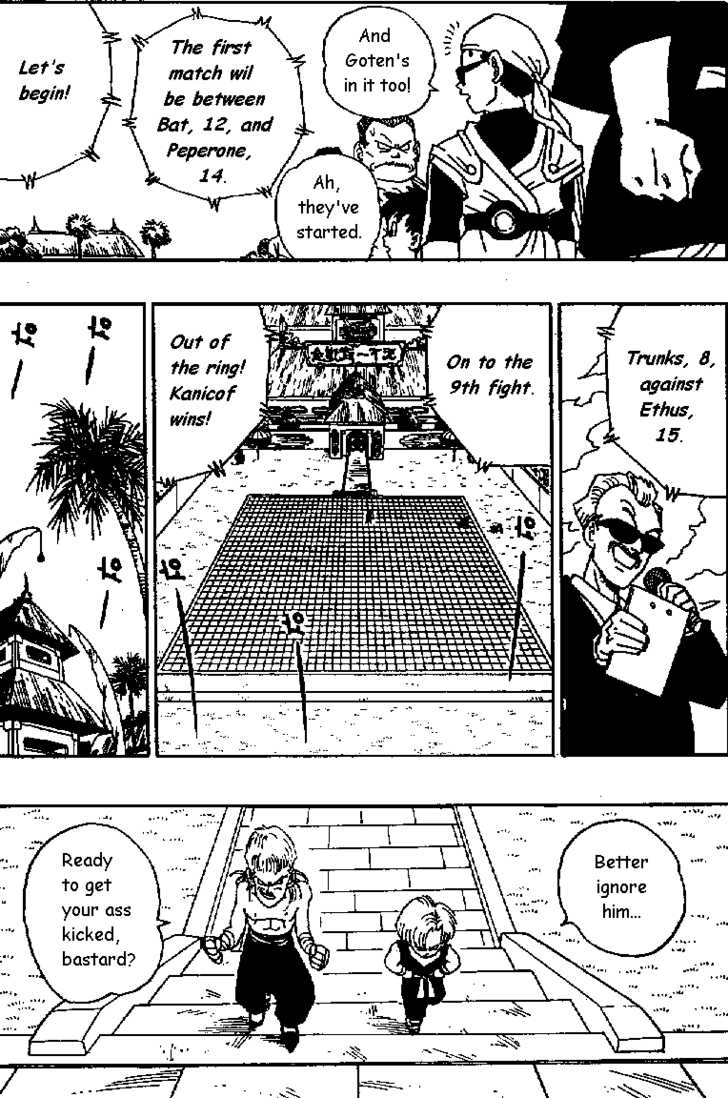 Let's
begin!
The first
match wil
be between
Bat, 12, and
Peperone,
14.
And
Goten's
in it too!
Ah,
they've
started.
Out of
the ring!
Kanicof
wins!
On to the
9th fight.
Trunks, 8,
against
Ethus,
15.
Ready
to get
your ass
kicked,
bastard?
Better
ignore
him...